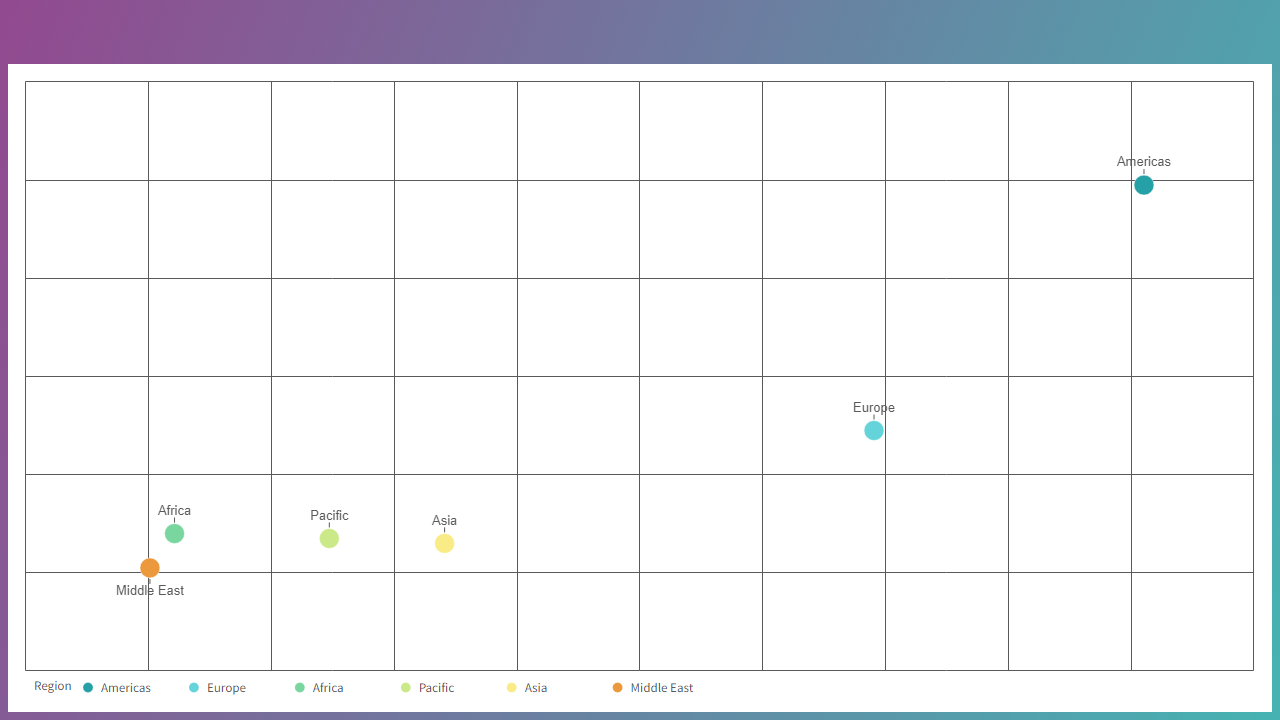 Americas
Europe
Africa
Pacific
Asia
Middle East
Region Americas Europe Africa Pacific Asia Middle East